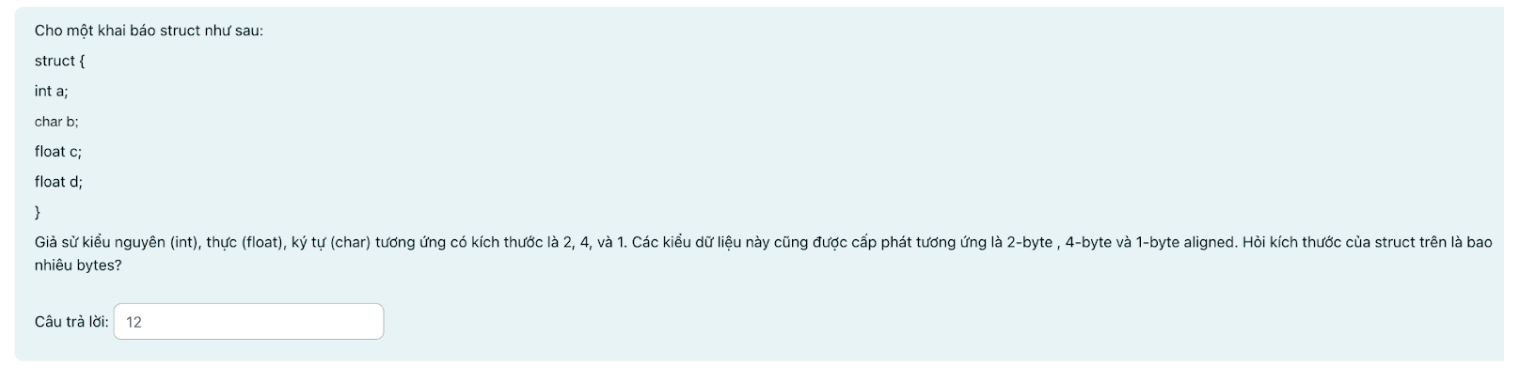 Cho một khai báo struct như sau:
struct {
int a;
char b;
float c;
float d;
}
Giả sử kiểu nguyên (int), thực (float), ký tự (char) tương ứng có kích thước là 2, 4, và 1. Các kiểu dữ liệu này cũng được cấp phát tương ứng là 2-byte , 4-byte và 1-byte aligned. Hỏi kích thước của struct trên là bao
nhiêu bytes?
Câu trả lời: 12